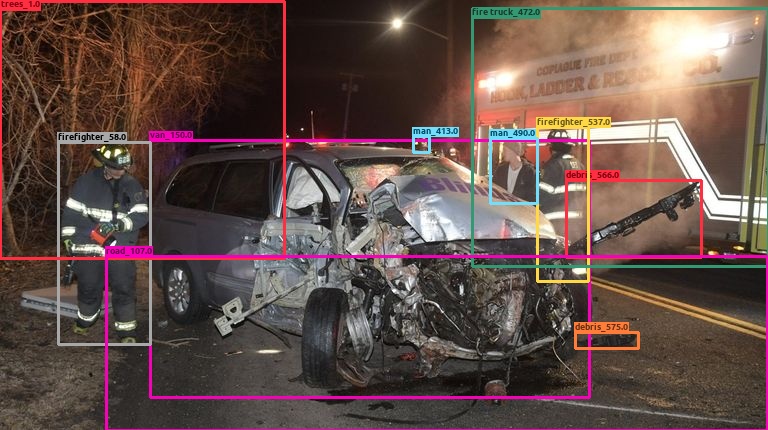 trees_1.0
fire truck_472.0
COPIAGUE FIRE DEPT
HOOK, LADDER & RESCUE CO.
firefighter_537.0
firefighter_58.0
van_150.0
man_413.0
man_490.0
debris_566.0
road_107.0
debris_575.0